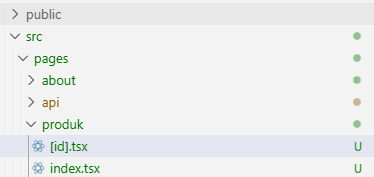 public
src
pages
about
api
produk
[id].tsx U
index.tsx U